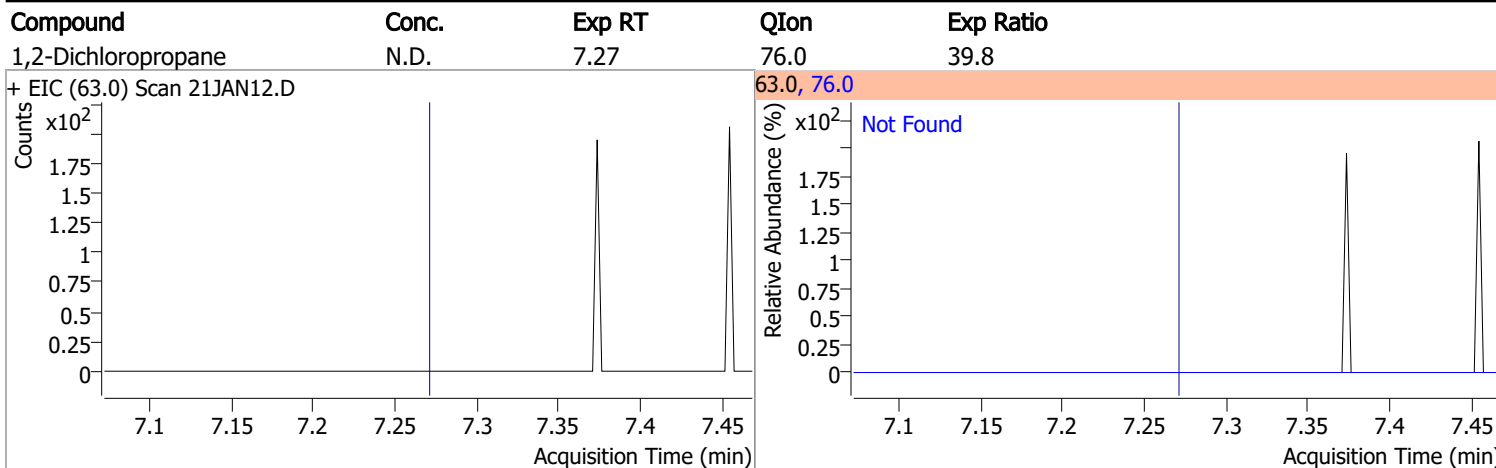 Compound Conc. Exp RT QIon Exp Ratio
1,2-Dichloropropane N.D. 7.27 76.0 39.8
+ EIC (63.0) Scan 21JAN12.D
Counts
x10²
1.75
1.5
1.25
1
0.75
0.5
0.25
0
7.1 7.15 7.2 7.25 7.3 7.35 7.4 7.45
Acquisition Time (min)
63.0, 76.0
Relative Abundance (%)
x10²
Not Found
1.75
1.5
1.25
1
0.75
0.5
0.25
0
7.1 7.15 7.2 7.25 7.3 7.35 7.4 7.45
Acquisition Time (min)